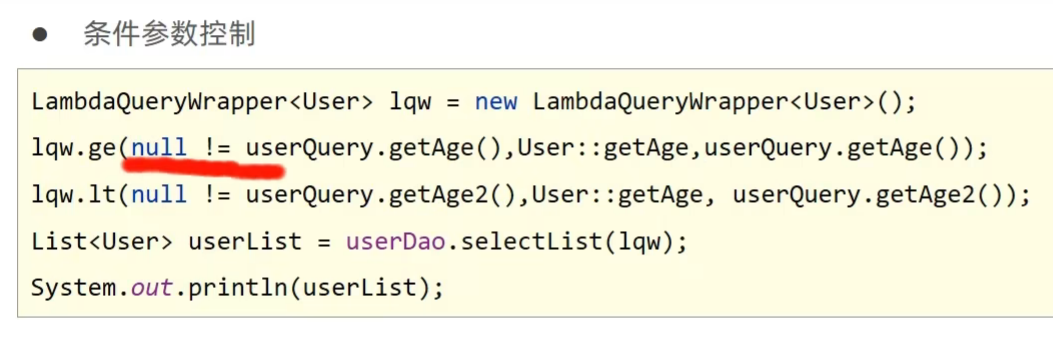 ● 条件参数控制
LambdaQueryWrapper<User> lqw = new LambdaQueryWrapper<User>();
lqw.ge(null != userQuery.getAge(),User::getAge,userQuery.getAge());
lqw.lt(null != userQuery.getAge2(),User::getAge, userQuery.getAge2());
List<User> userList = userDao.selectList(lqw);
System.out.println(userList);